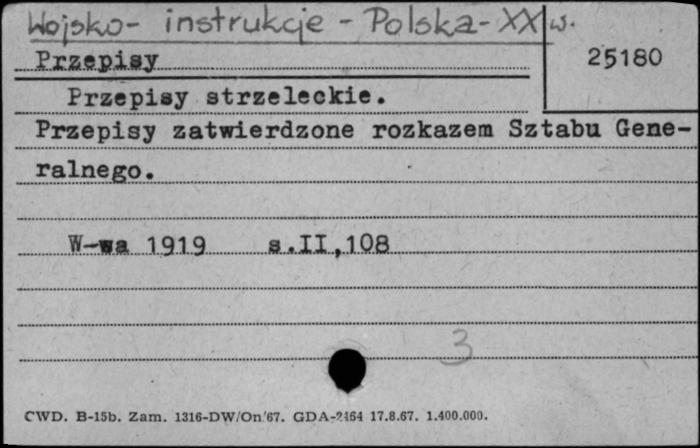 Wojsko - instrukcje - Polska - XX w.
Przepisy
25180
Przepisy strzeleckie.
Przepisy zatwierdzone rozkazem Sztabu Gene-
ralnego.
W-wa 1919 s.II,108
3
CWD. B-15b. Zam. 1316-DW/On/67. GDA-2464 17.8.67. 1.400.000.